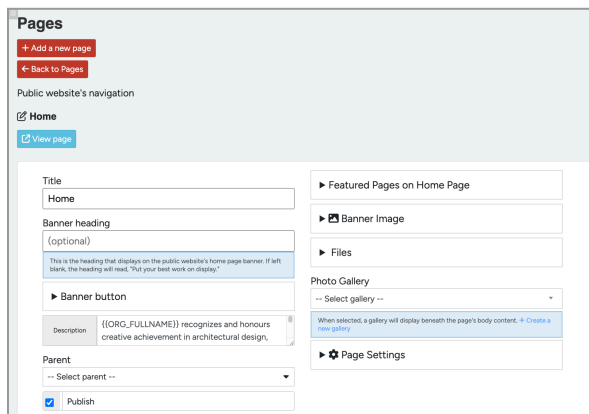 Pages
+ Add a new page
← Back to Pages
Public website's navigation
Home
View page
Title
Home
Banner heading
(optional)
This is the heading that displays on the public website's home page banner. If left
blank, the heading will read, "Put your best work on display."
▶ Banner button
Description
{{ORG_FULLNAME}} recognizes and honours
creative achievement in architectural design,
Parent
-- Select parent --
Publish
▶ Featured Pages on Home Page
▶ Banner Image
▶ Files
Photo Gallery
-- Select gallery --
When selected, a gallery will display beneath the page's body content. + Create a
new gallery
▶ Page Settings